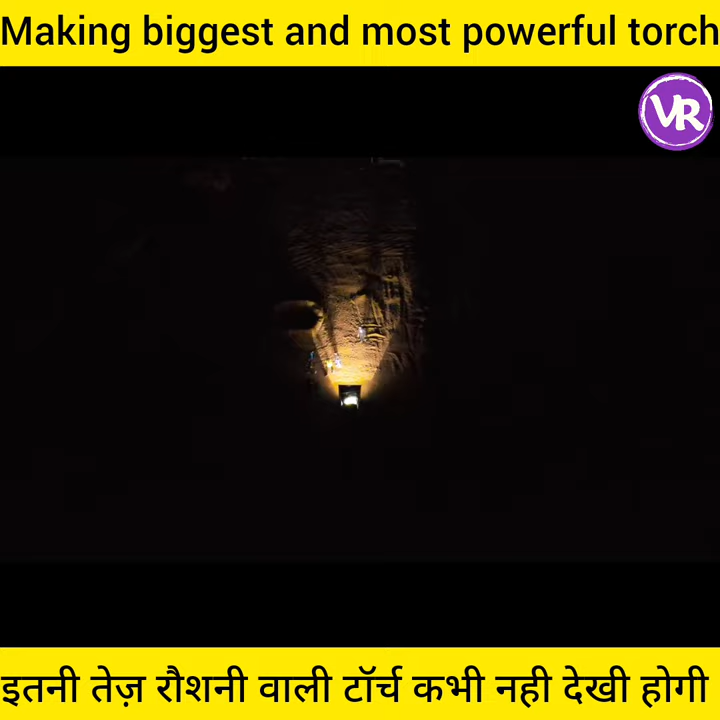 Making biggest and most powerful torch
VR
इतनी तेज़ रौशनी वाली टॉर्च कभी नही देखी होगी